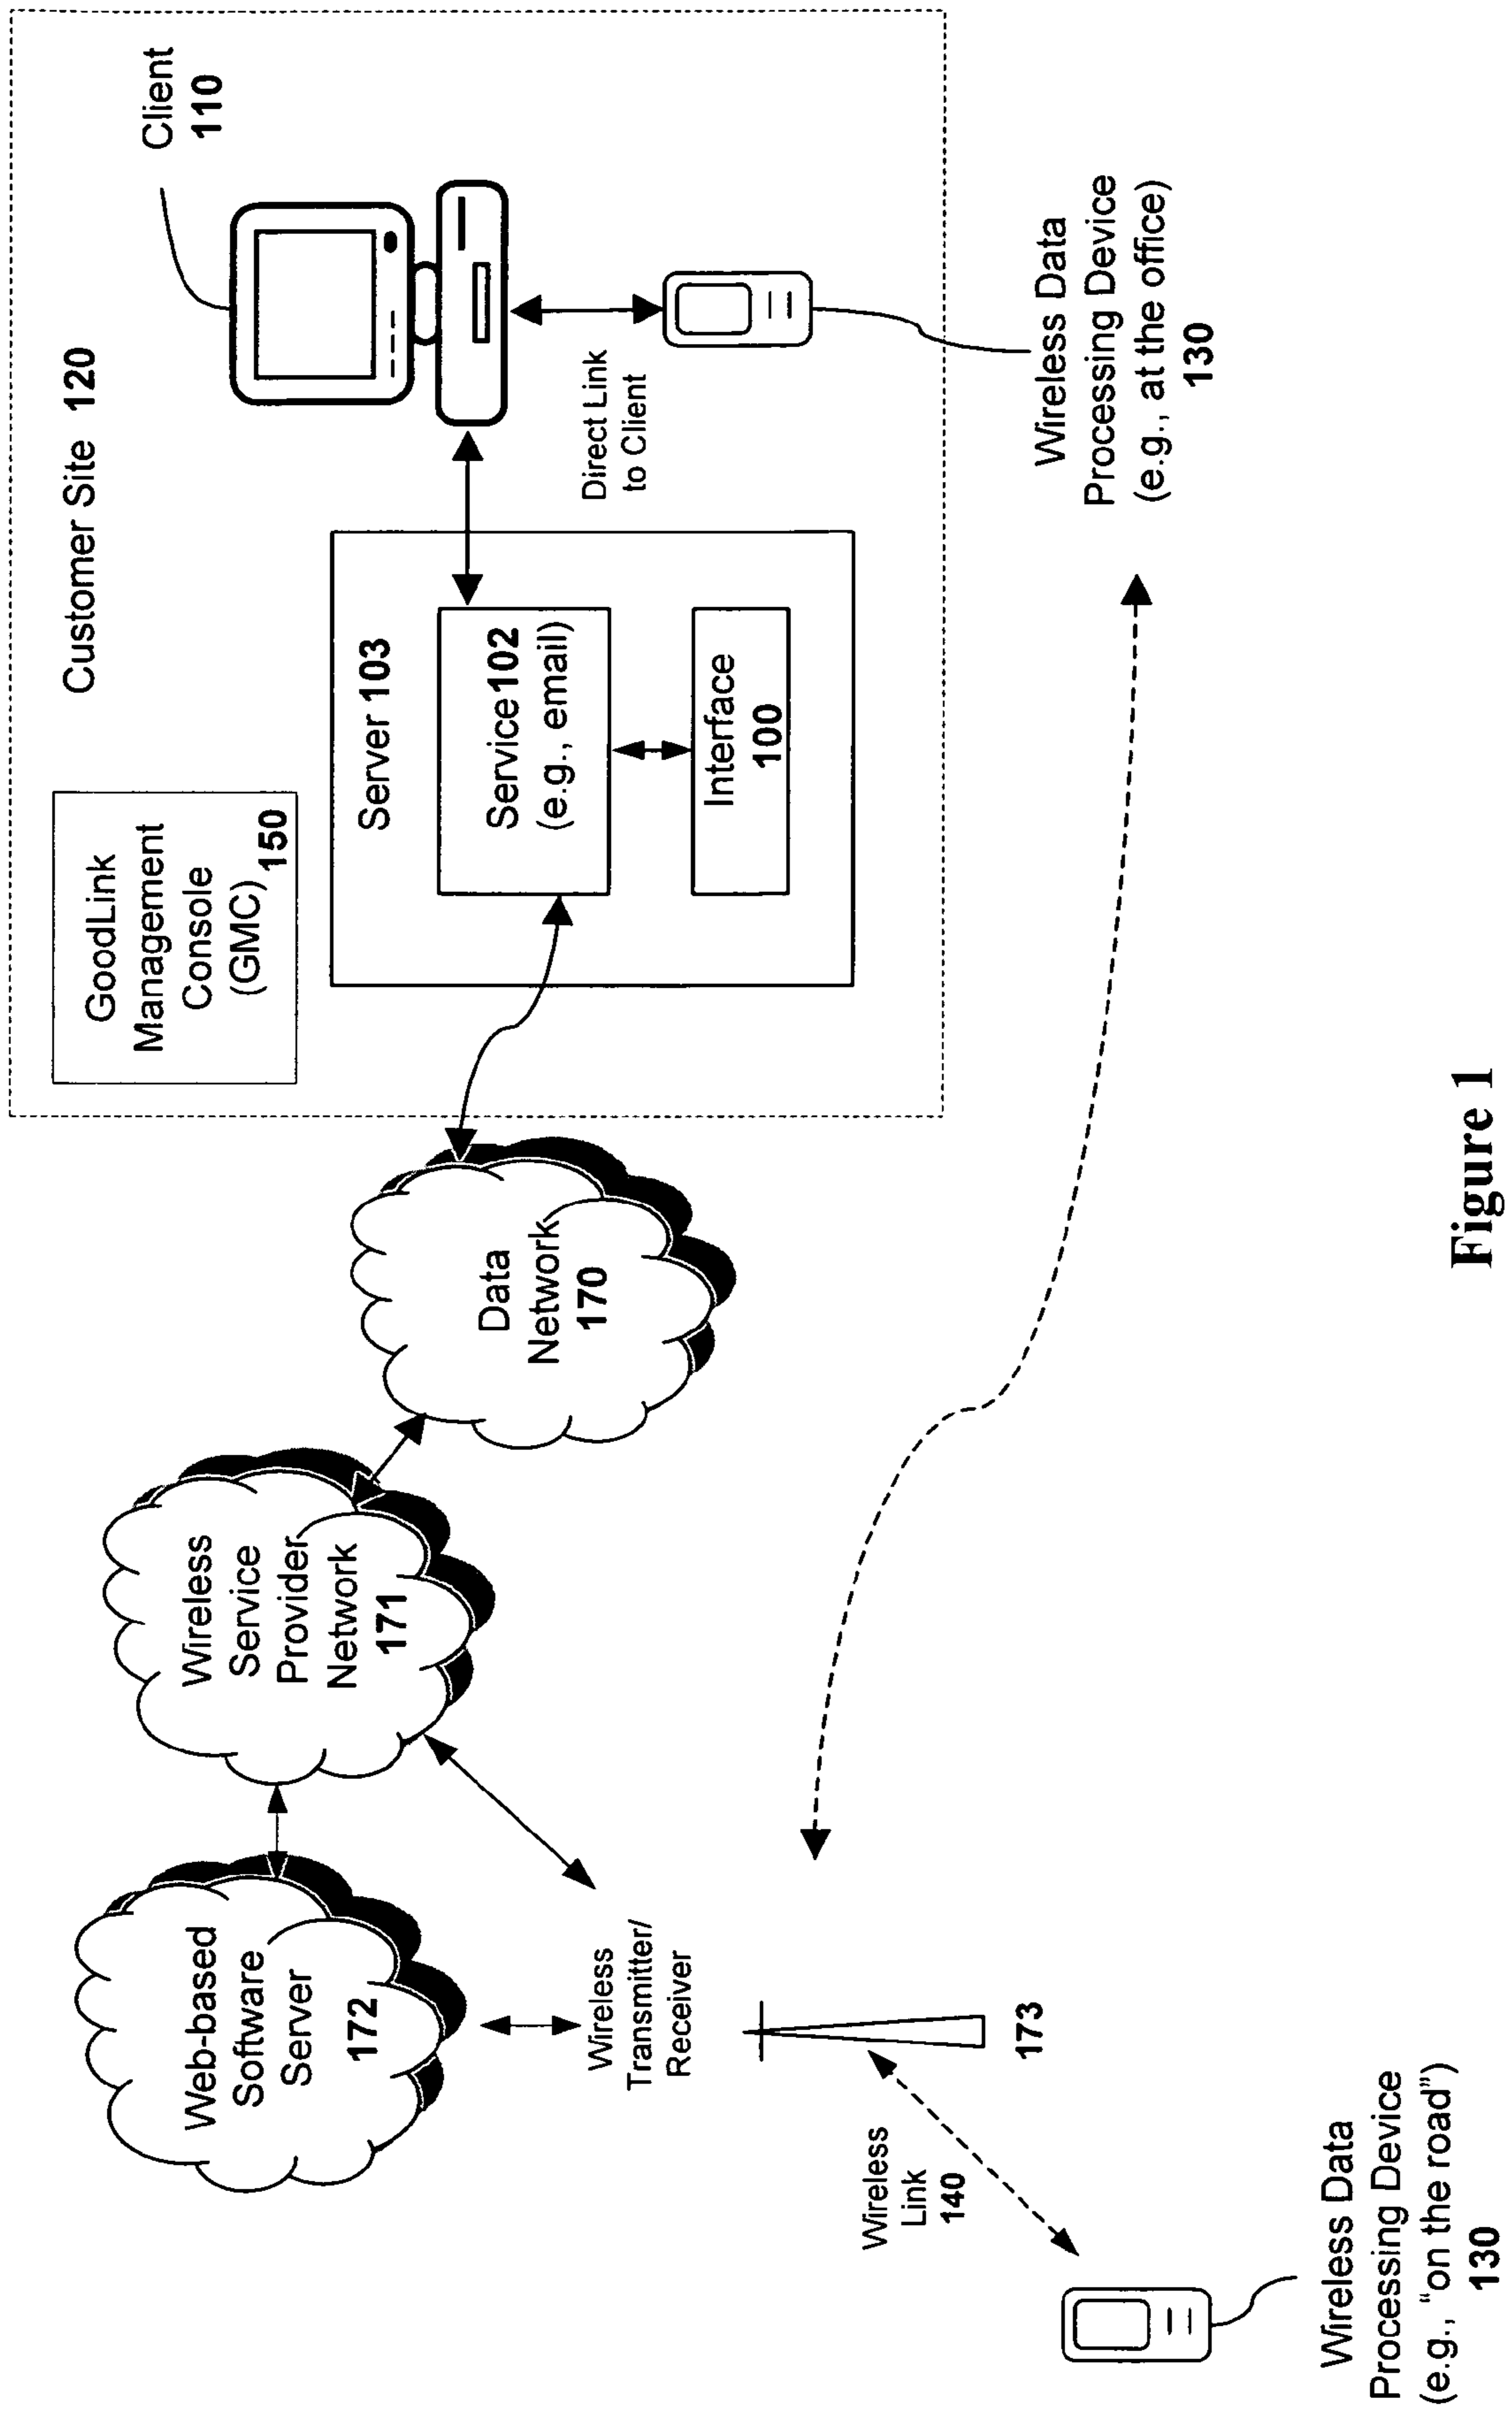 Customer Site 120
Client
110
GoodLink
Management
Console
(GMC) 150
Server 103
Service 102
(e.g., email)
Interface
100
Direct Link
to Client
Wireless Data
Processing Device
(e.g., at the office)
130
Data
Network
170
Wireless
Service
Provider
Network
171
Web-based
Software
Server
172
Wireless
Transmitter/
Receiver
173
Wireless
Link
140
Wireless Data
Processing Device
(e.g., “on the road”)
130
Figure 1